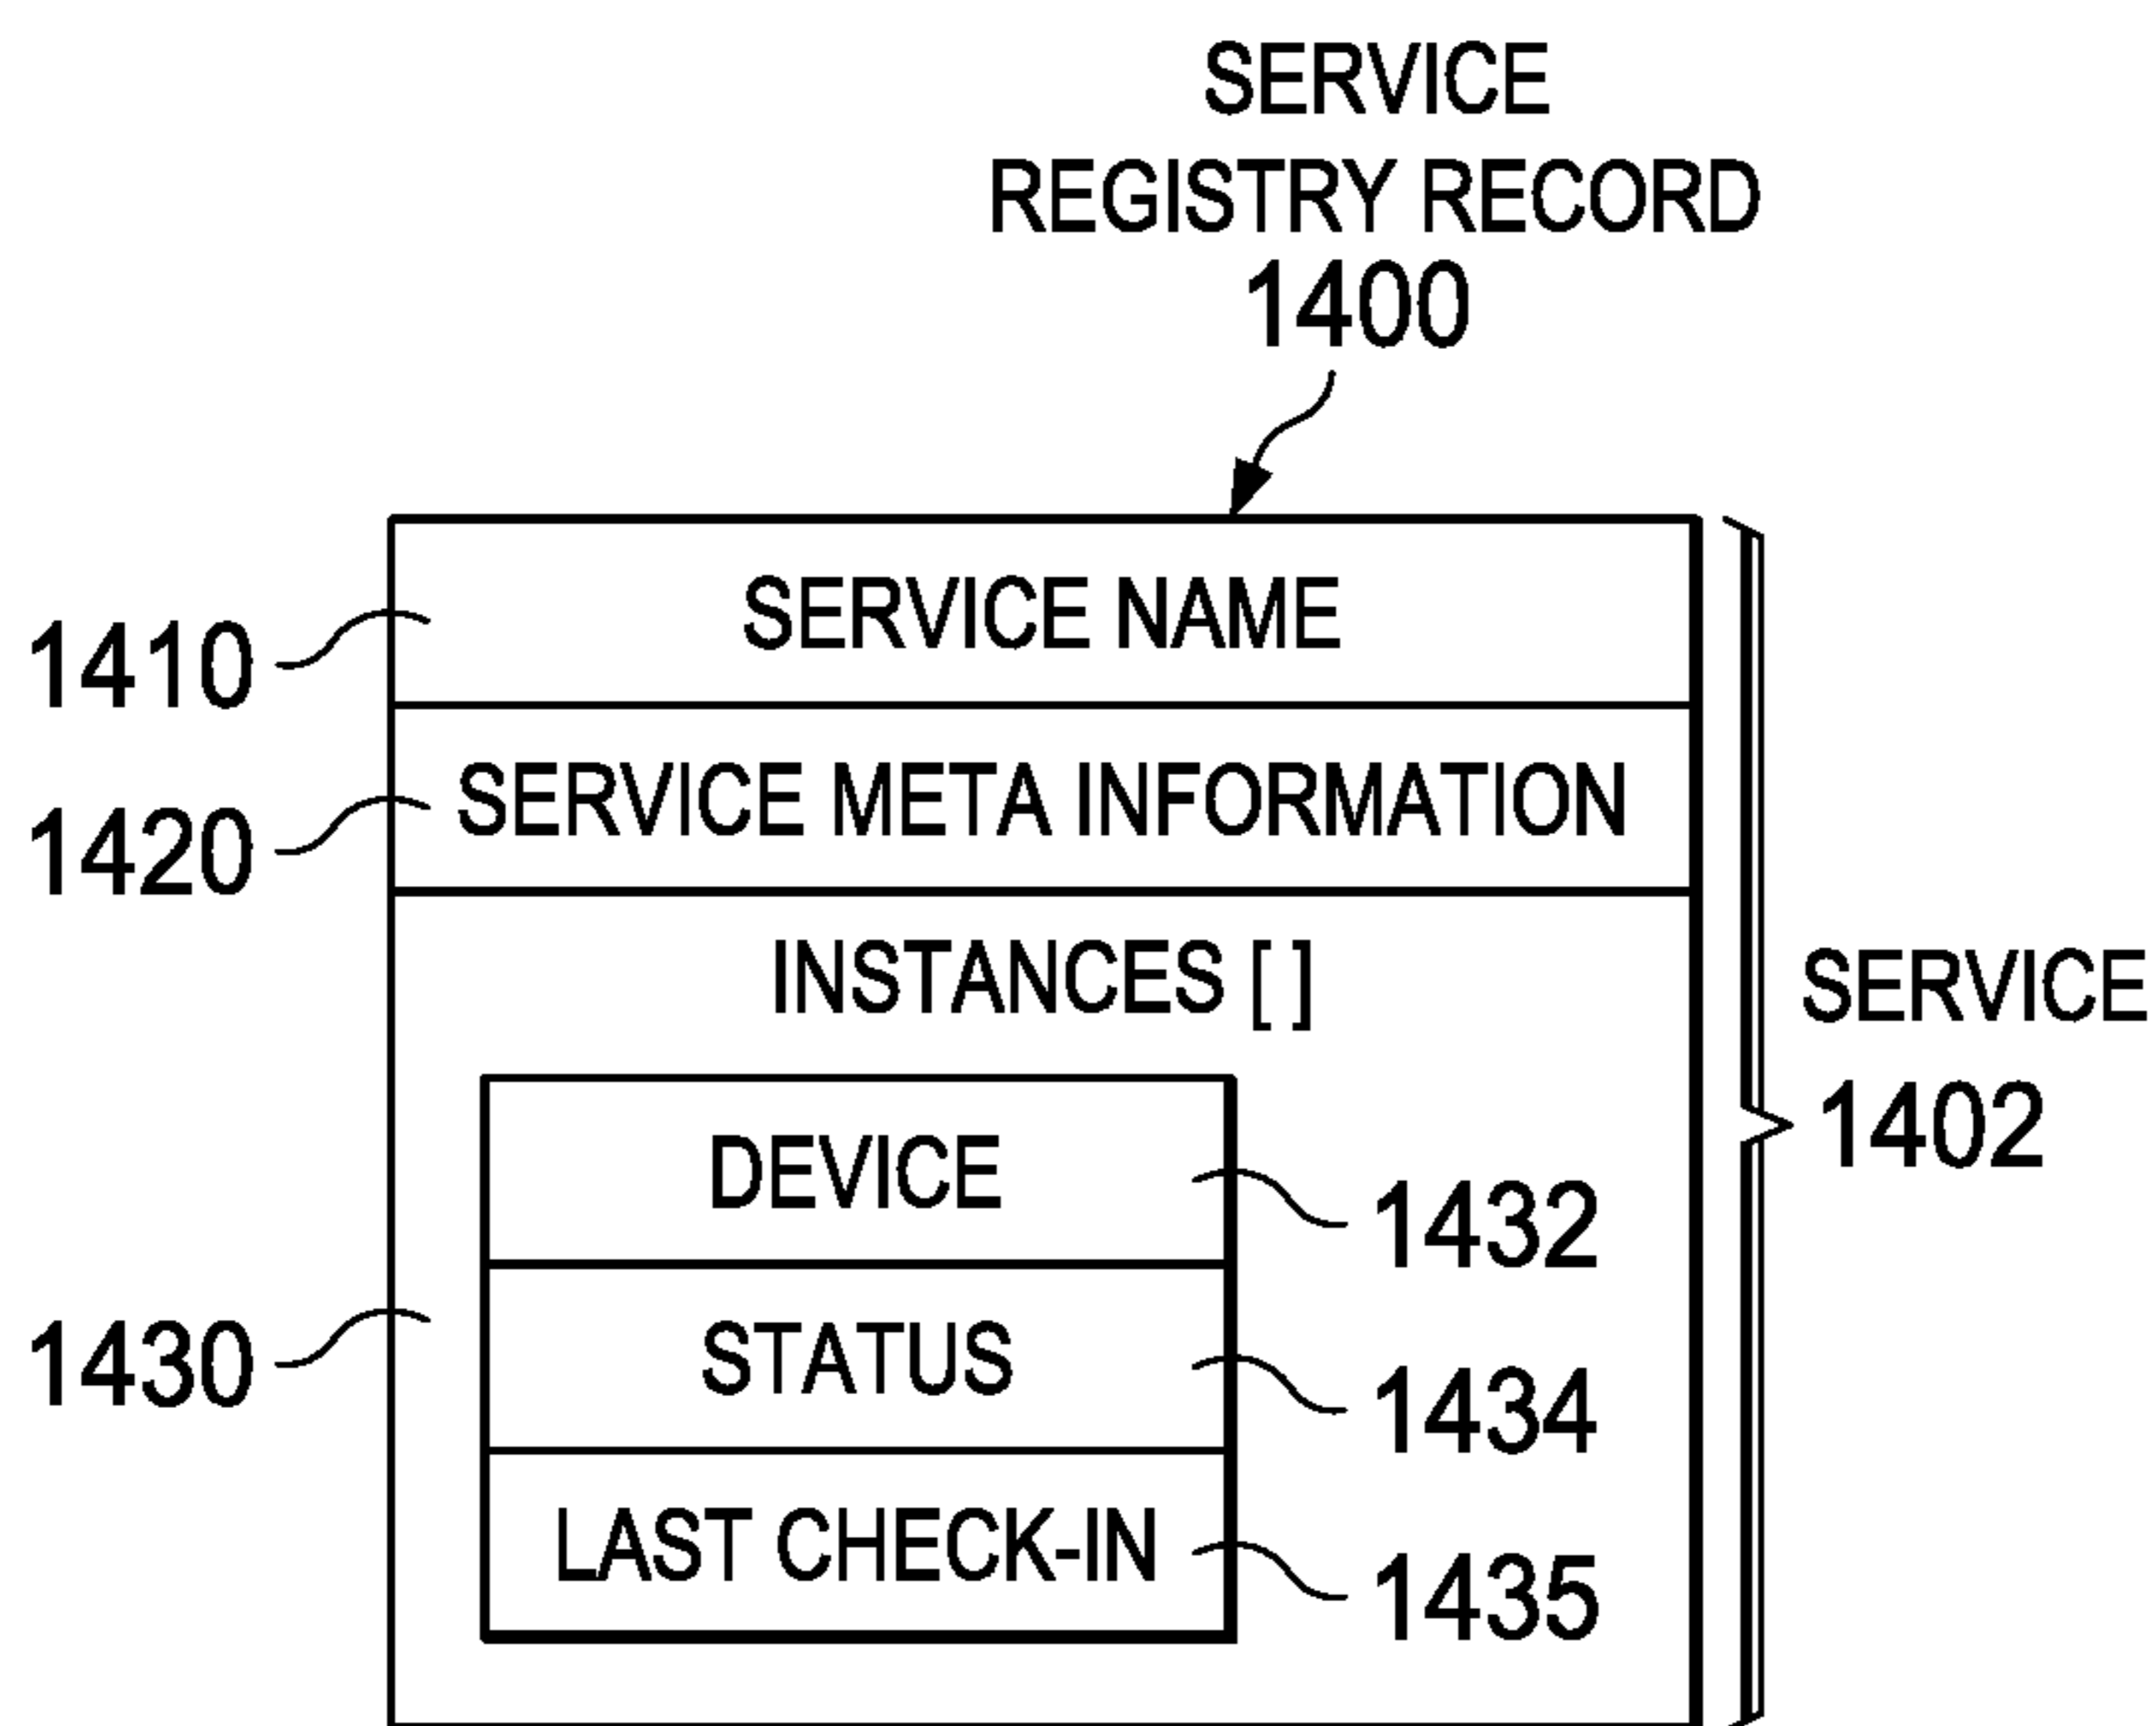 SERVICE
REGISTRY RECORD
1400
SERVICE NAME
1410
SERVICE META INFORMATION
1420
INSTANCES [ ]
SERVICE
1402
DEVICE
1432
STATUS
1434
1430
LAST CHECK-IN
1435